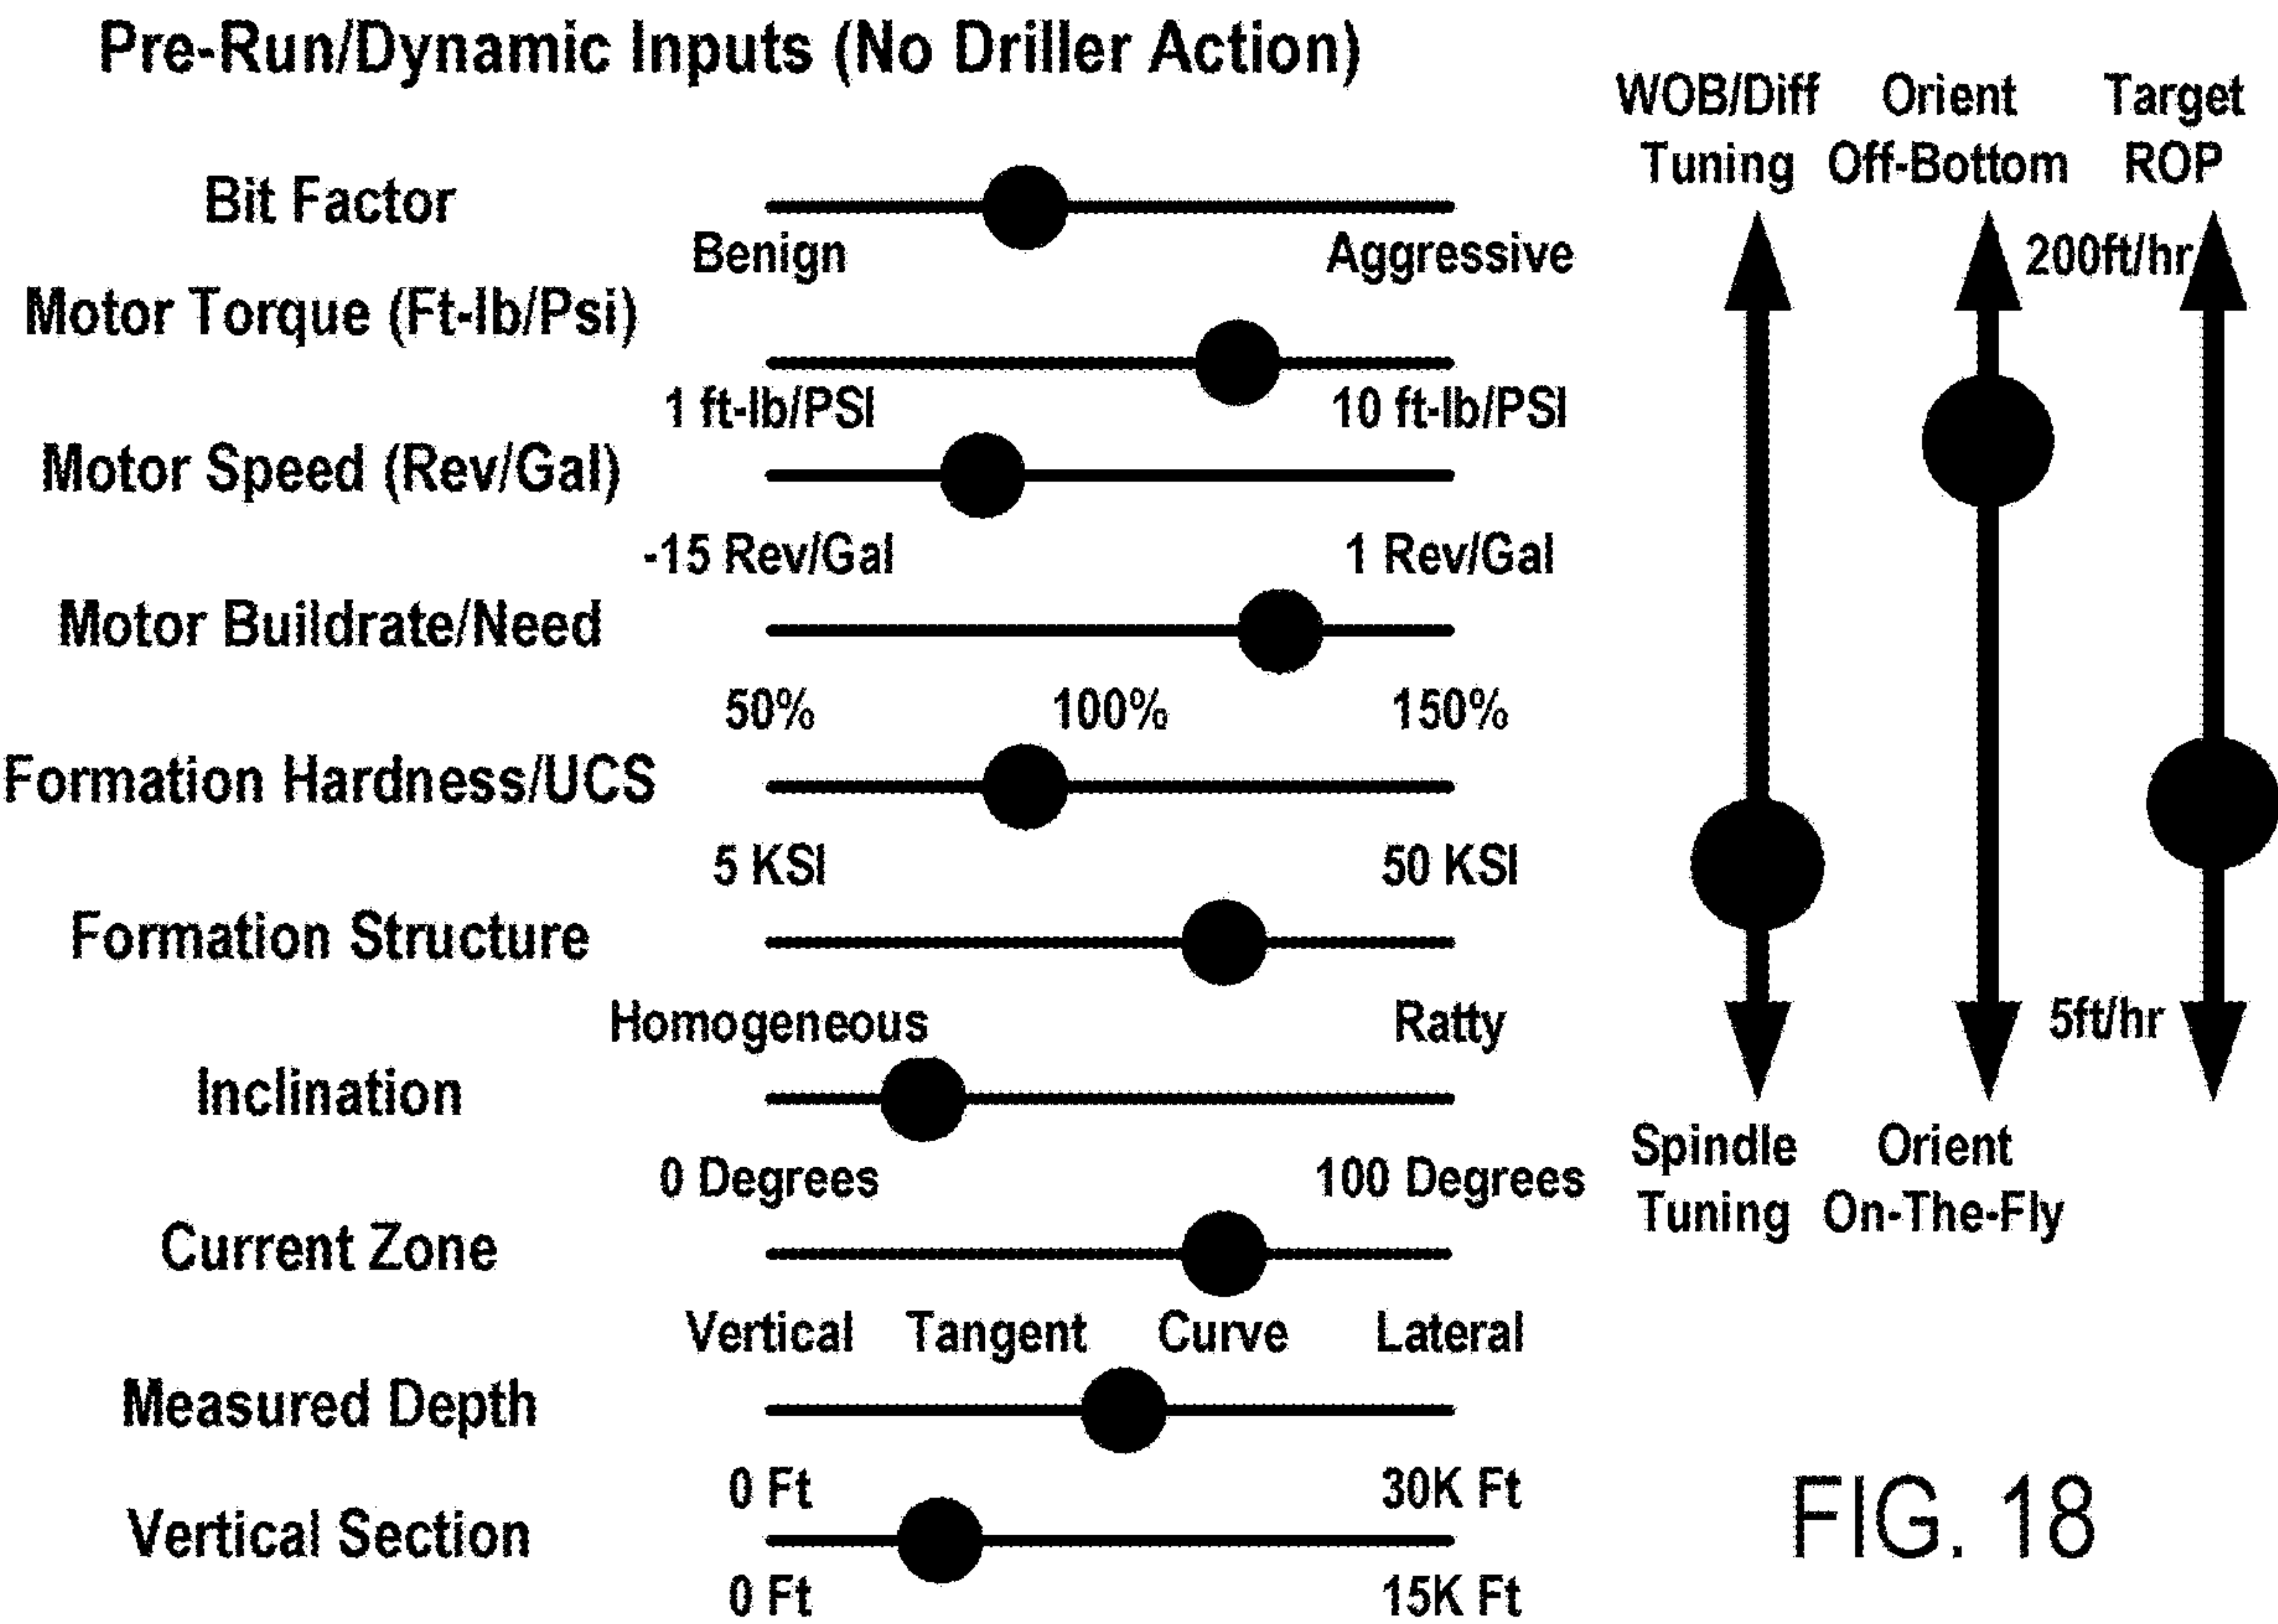 Pre-Run/Dynamic Inputs (No Driller Action)
WOB/Diff Tuning
Orient Off-Bottom
Target ROP
Bit Factor
Benign Aggressive
200ft/hr
Motor Torque (Ft-lb/Psi)
1 ft-lb/PSI 10 ft-lb/PSI
Motor Speed (Rev/Gal)
-15 Rev/Gal 1 Rev/Gal
Motor Buildrate/Need
50% 100% 150%
Formation Hardness/UCS
5 KSI 50 KSI
Formation Structure
Homogeneous Ratty
5ft/hr
Inclination
0 Degrees 100 Degrees
Spindle Tuning
Orient On-The-Fly
Current Zone
Vertical Tangent Curve Lateral
Measured Depth
0 Ft 30K Ft
Vertical Section
0 Ft 15K Ft
FIG. 18